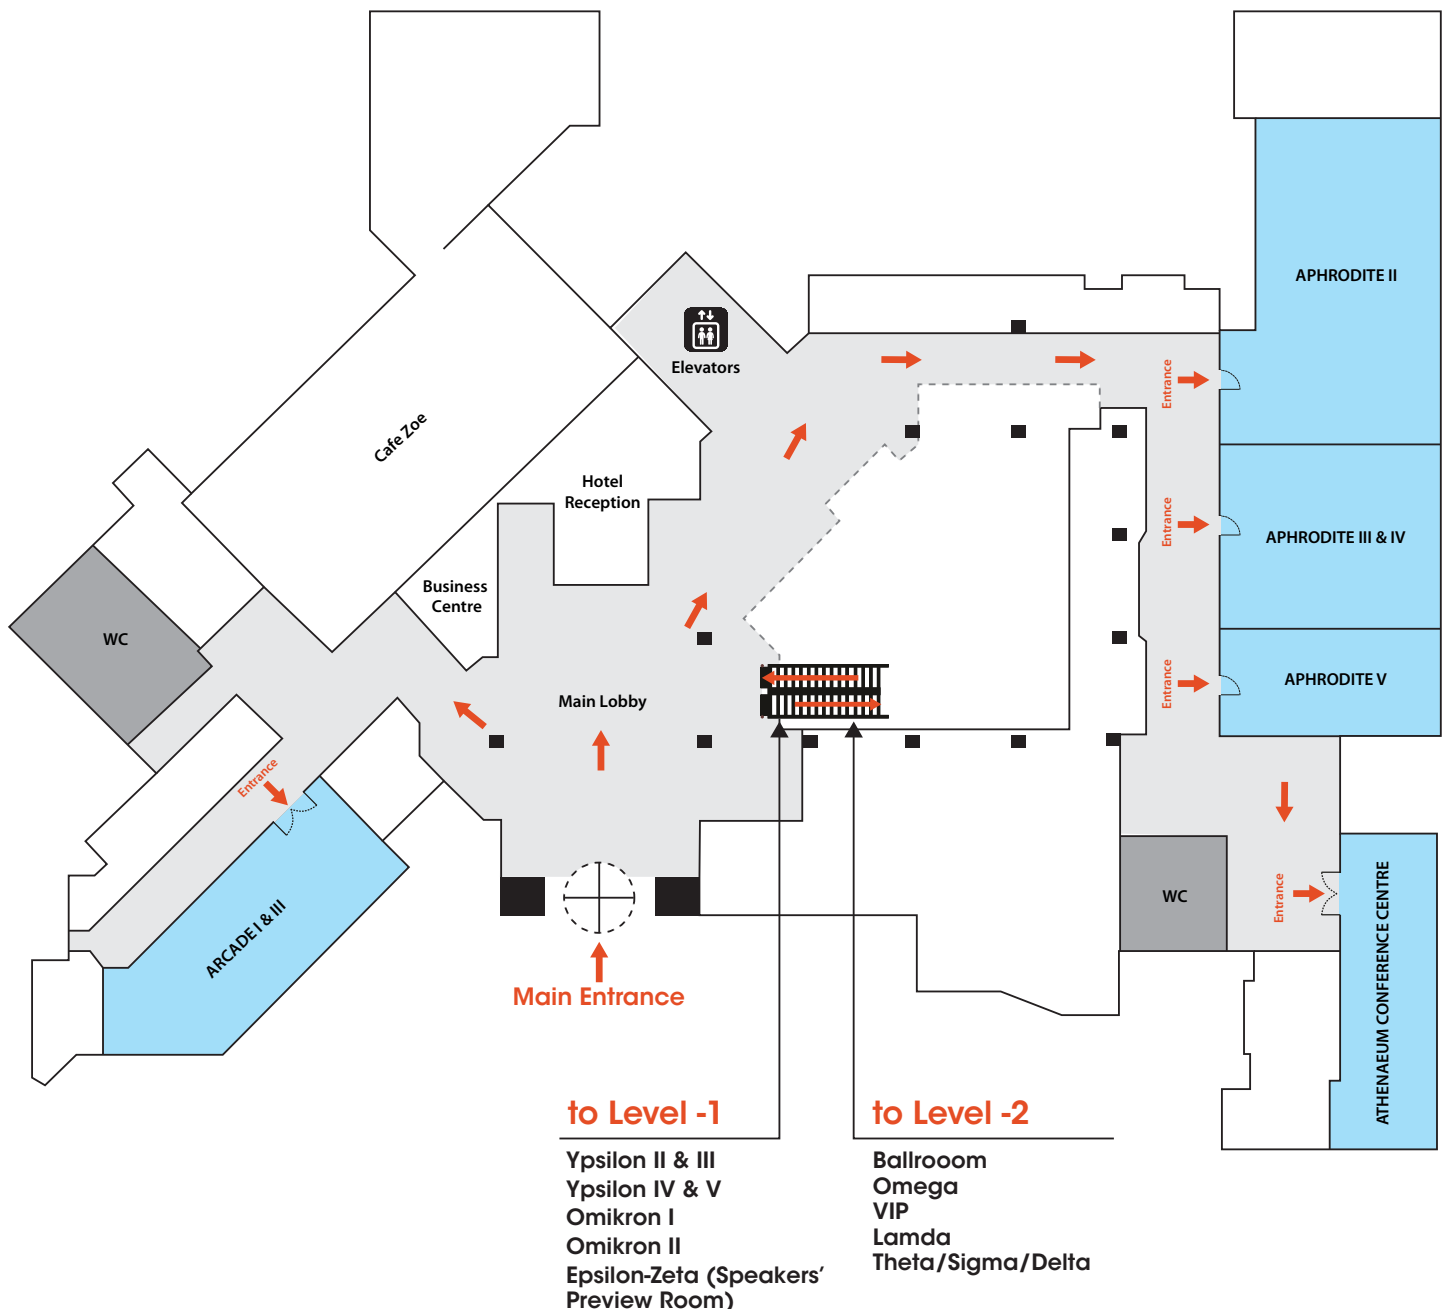 APHRODITE II
Elevators
Entrance
Cafe Zoe
Hotel
Reception
Entrance
APHRODITE III & IV
Business
Centre
WC
Entrance
APHRODITE V
Main Lobby
Entrance
ARCADE I & III
WC
Entrance
ATHENAEUM CONFERENCE CENTRE
Main Entrance
to Level -1
Ypsilon II & III
Ypsilon IV & V
Omikron I
Omikron II
Epsilon-Zeta (Speakers'
Preview Room)
to Level -2
Ballrooom
Omega
VIP
Lamda
Theta/Sigma/Delta